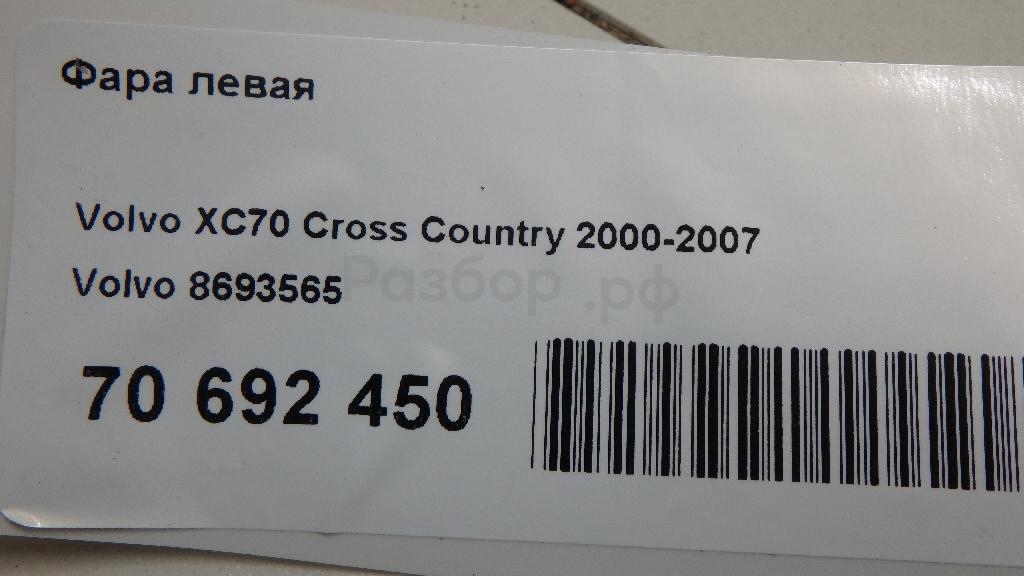 Фара левая
Volvo XC70 Cross Country 2000-2007
Volvo 8693565
Разбор.рф
70 692 450